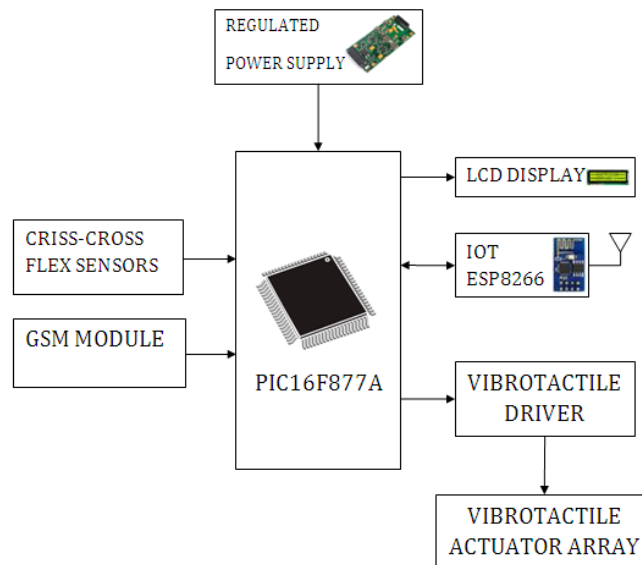 REGULATED
POWER SUPPLY
LCD DISPLAY
CRISS-CROSS
FLEX SENSORS
IOT
ESP8266
GSM MODULE
PIC16F877A
VIBROTACTILE
DRIVER
VIBROTACTILE
ACTUATOR ARRAY